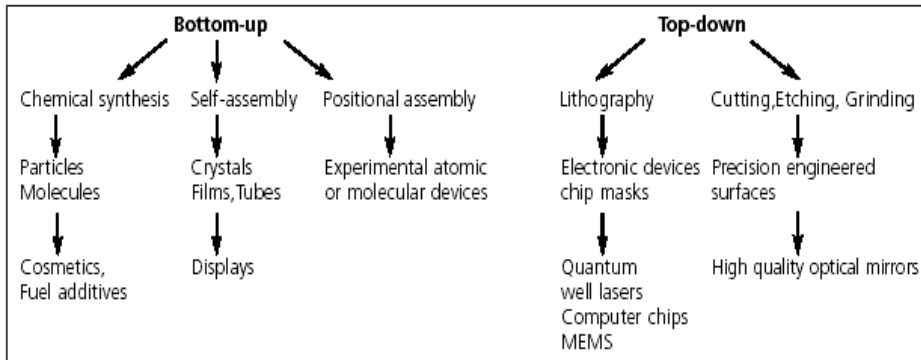 Bottom-up
Top-down
Chemical synthesis
Self-assembly
Positional assembly
Lithography
Cutting,Etching, Grinding
Particles
Molecules
Crystals
Films,Tubes
Experimental atomic
or molecular devices
Electronic devices
chip masks
Precision engineered
surfaces
Cosmetics,
Fuel additives
Displays
Quantum
well lasers
Computer chips
MEMS
High quality optical mirrors